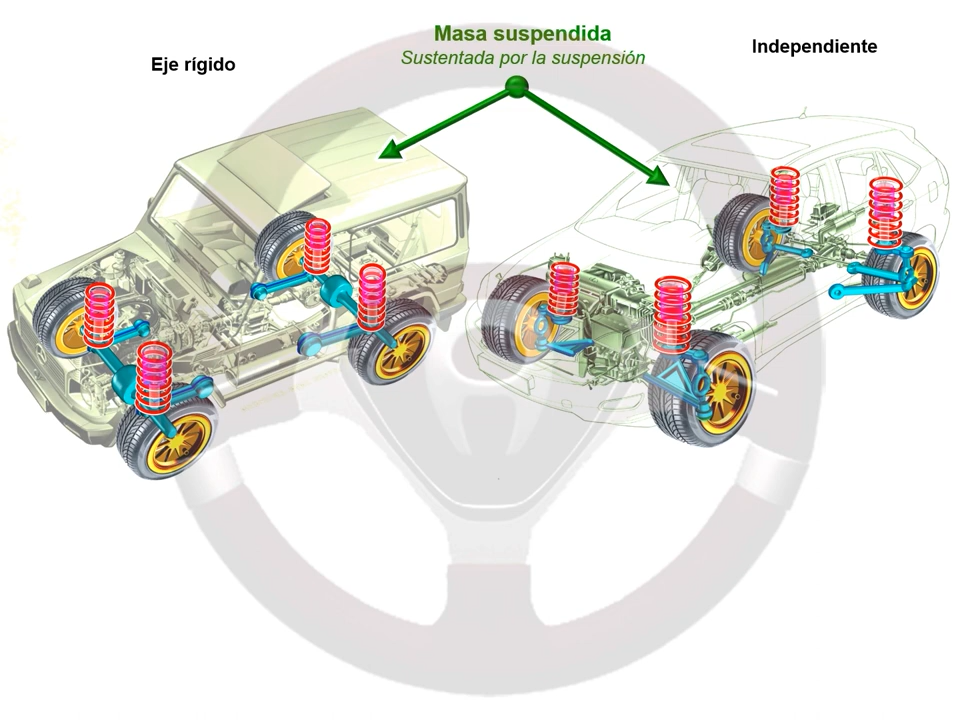 Masa suspendida
Sustentada por la suspensión
Eje rígido
Independiente